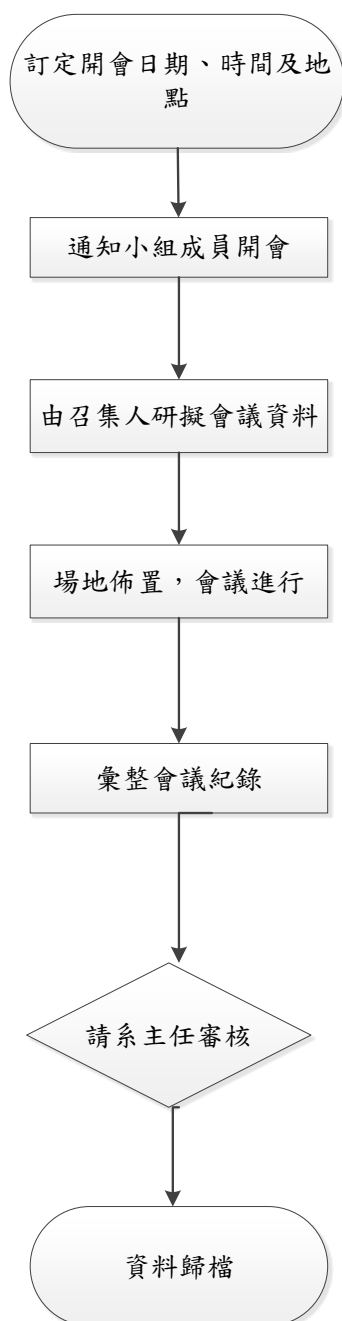 訂定開會日期、時間及地
點
通知小組成員開會
由召集人研擬會議資料
場地佈置，會議進行
彙整會議紀錄
請系主任審核
資料歸檔